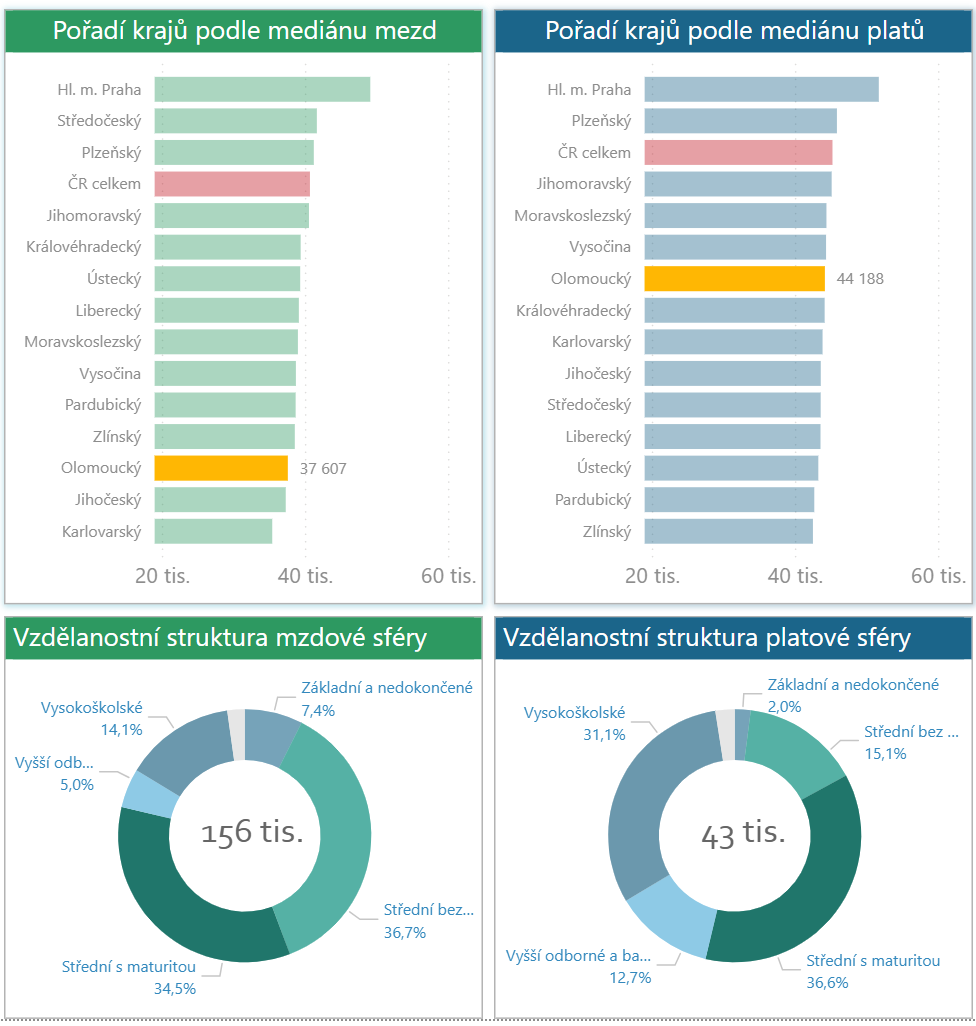 Pořadí krajů podle mediánu mezd
Hl. m. Praha
Středočeský
Plzeňský
ČR celkem
Jihomoravský
Královéhradecký
Ústecký
Liberecký
Moravskoslezský
Vysočina
Pardubický
Zlínský
Olomoucký 37 607
Jihočeský
Karlovarský
20 tis. 40 tis. 60 tis.
Pořadí krajů podle mediánu platů
Hl. m. Praha
Plzeňský
ČR celkem
Jihomoravský
Moravskoslezský
Vysočina
Olomoucký 44 188
Královéhradecký
Karlovarský
Jihočeský
Středočeský
Liberecký
Ústecký
Pardubický
Zlínský
20 tis. 40 tis. 60 tis.
Vzdělanostní struktura mzdové sféry
Základní a nedokončené
7,4%
Vysokoškolské
14,1%
Vyšší odb...
5,0%
156 tis.
Střední bez...
36,7%
Střední s maturitou
34,5%
Vzdělanostní struktura platové sféry
Základní a nedokončené
2,0%
Vysokoškolské
31,1%
Střední bez ...
15,1%
43 tis.
Vyšší odborné a ba...
12,7%
Střední s maturitou
36,6%